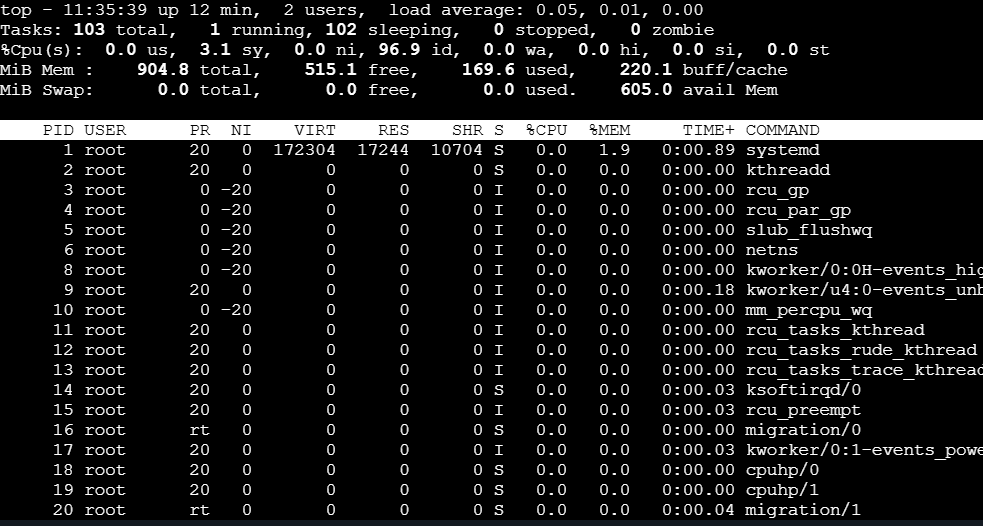 top - 11:35:39 up 12 min,  2 users,  load average: 0.05, 0.01, 0.00
Tasks: 103 total,   1 running, 102 sleeping,   0 stopped,   0 zombie
%Cpu(s):  0.0 us,  3.1 sy,  0.0 ni, 96.9 id,  0.0 wa,  0.0 hi,  0.0 si,  0.0 st
MiB Mem :    904.8 total,    515.1 free,    169.6 used,    220.1 buff/cache
MiB Swap:      0.0 total,      0.0 free,      0.0 used.    605.0 avail Mem
    PID USER      PR  NI    VIRT    RES    SHR S  %CPU  %MEM     TIME+ COMMAND
      1 root      20   0  172304  17244  10704 S   0.0   1.9   0:00.89 systemd
      2 root      20   0       0      0      0 S   0.0   0.0   0:00.00 kthreadd
      3 root       0 -20       0      0      0 I   0.0   0.0   0:00.00 rcu_gp
      4 root       0 -20       0      0      0 I   0.0   0.0   0:00.00 rcu_par_gp
      5 root       0 -20       0      0      0 I   0.0   0.0   0:00.00 slub_flushwq
      6 root       0 -20       0      0      0 I   0.0   0.0   0:00.00 netns
      8 root       0 -20       0      0      0 I   0.0   0.0   0:00.00 kworker/0:0H-events_hig
      9 root      20   0       0      0      0 I   0.0   0.0   0:00.18 kworker/u4:0-events_unb
     10 root       0 -20       0      0      0 I   0.0   0.0   0:00.00 mm_percpu_wq
     11 root      20   0       0      0      0 I   0.0   0.0   0:00.00 rcu_tasks_kthread
     12 root      20   0       0      0      0 I   0.0   0.0   0:00.00 rcu_tasks_rude_kthread
     13 root      20   0       0      0      0 I   0.0   0.0   0:00.00 rcu_tasks_trace_kthread
     14 root      20   0       0      0      0 S   0.0   0.0   0:00.03 ksoftirqd/0
     15 root      20   0       0      0      0 I   0.0   0.0   0:00.03 rcu_preempt
     16 root      rt   0       0      0      0 S   0.0   0.0   0:00.00 migration/0
     17 root      20   0       0      0      0 I   0.0   0.0   0:00.03 kworker/0:1-events_powe
     18 root      20   0       0      0      0 S   0.0   0.0   0:00.00 cpuhp/0
     19 root      20   0       0      0      0 S   0.0   0.0   0:00.00 cpuhp/1
     20 root      rt   0       0      0      0 S   0.0   0.0   0:00.04 migration/1